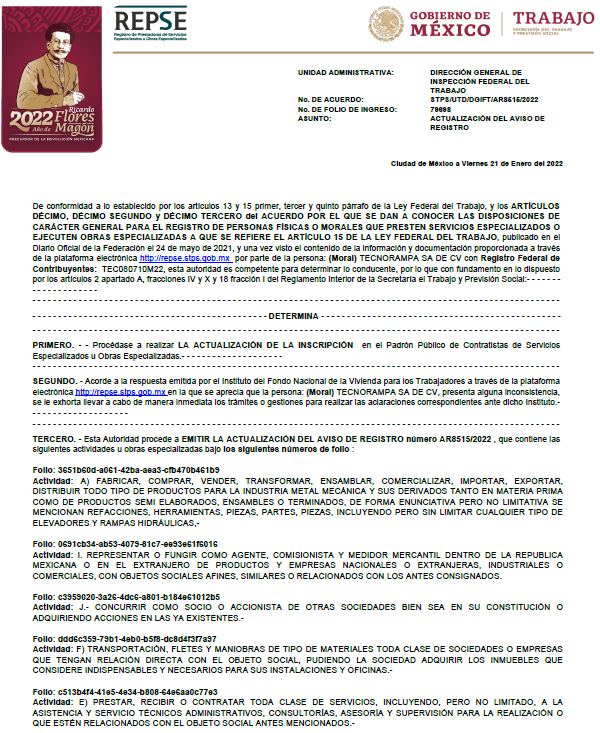 REPSE
Registro de Prestadoras de Servicios
Especializados u Obras Especializadas
GOBIERNO DE
MÉXICO
TRABAJO
SECRETARÍA DEL TRABAJO
Y PREVISIÓN SOCIAL
2022 Ricardo
Flores
Año de Magón
PRECURSOR DE LA REVOLUCIÓN MEXICANA
UNIDAD ADMINISTRATIVA: DIRECCIÓN GENERAL DE
INSPECCIÓN FEDERAL DEL
TRABAJO
No. DE ACUERDO: STPS/UTD/DGIFT/AR8515/2022
No. DE FOLIO DE INGRESO: 79698
ASUNTO: ACTUALIZACIÓN DEL AVISO DE
REGISTRO
Ciudad de México a Viernes 21 de Enero del 2022
De conformidad a lo establecido por los artículos 13 y 15 primer, tercer y quinto párrafo de la Ley Federal del Trabajo, y los ARTÍCULOS
DÉCIMO, DÉCIMO SEGUNDO y DÉCIMO TERCERO del ACUERDO POR EL QUE SE DAN A CONOCER LAS DISPOSICIONES DE
CARÁCTER GENERAL PARA EL REGISTRO DE PERSONAS FÍSICAS O MORALES QUE PRESTEN SERVICIOS ESPECIALIZADOS O
EJECUTEN OBRAS ESPECIALIZADAS A QUE SE REFIERE EL ARTÍCULO 15 DE LA LEY FEDERAL DEL TRABAJO, publicado en el
Diario Oficial de la Federación el 24 de mayo de 2021, y una vez visto el contenido de la información y documentación proporcionada a través
de la plataforma electrónica http://repse.stps.gob.mx por parte de la persona: (Moral) TECNORAMPA SA DE CV con Registro Federal de
Contribuyentes: TEC080710M22, esta autoridad es competente para determinar lo conducente, por lo que con fundamento en lo dispuesto
por los artículos 2 apartado A, fracciones IV y X y 18 fracción I del Reglamento Interior de la Secretaría el Trabajo y Previsión Social:- - - - -
DETERMINA
PRIMERO. - - Procédase a realizar LA ACTUALIZACIÓN DE LA INSCRIPCIÓN en el Padrón Público de Contratistas de Servicios
Especializados u Obras Especializadas.- - - - - - - - - - - - - - - - - - - -
SEGUNDO. - Acorde a la respuesta emitida por el Instituto del Fondo Nacional de la Vivienda para los Trabajadores a través de la plataforma
electrónica http://repse.stps.gob.mx en la que se aprecia que la persona: (Moral) TECNORAMPA SA DE CV, presenta alguna inconsistencia,
se le exhorta llevar a cabo de manera inmediata los trámites o gestiones para realizar las aclaraciones correspondientes ante dicho Instituto.-
TERCERO. - Esta Autoridad procede a EMITIR LA ACTUALIZACIÓN DEL AVISO DE REGISTRO número AR8515/2022 , que contiene las
siguientes actividades u obras especializadas bajo los siguientes números de folio :
Folio: 3651b60d-a061-42ba-aea3-cfb470b461b9
Actividad: A) FABRICAR, COMPRAR, VENDER, TRANSFORMAR, ENSAMBLAR, COMERCIALIZAR, IMPORTAR, EXPORTAR,
DISTRIBUIR TODO TIPO DE PRODUCTOS PARA LA INDUSTRIA METAL MECÁNICA Y SUS DERIVADOS TANTO EN MATERIA PRIMA
COMO DE PRODUCTOS SEMI ELABORADOS, ENSAMBLES O TERMINADOS, DE FORMA ENUNCIATIVA PERO NO LIMITATIVA SE
MENCIONAN REFACCIONES, HERRAMIENTAS, PIEZAS, PARTES, PIEZAS, INCLUYENDO PERO SIN LIMITAR CUALQUIER TIPO DE
ELEVADORES Y RAMPAS HIDRÁULICAS,-
Folio: 0691cb34-ab53-4079-81c7-ee93e61f6016
Actividad: I. REPRESENTAR O FUNGIR COMO AGENTE, COMISIONISTA Y MEDIDOR MERCANTIL DENTRO DE LA REPUBLICA
MEXICANA O EN EL EXTRANJERO DE PRODUCTOS Y EMPRESAS NACIONALES O EXTRANJERAS, INDUSTRIALES O
COMERCIALES, CON OBJETOS SOCIALES AFINES, SIMILARES O RELACIONADOS CON LOS ANTES CONSIGNADOS.
Folio: c3959020-3a26-4dc6-a801-b184e61012b5
Actividad: J.- CONCURRIR COMO SOCIO O ACCIONISTA DE OTRAS SOCIEDADES BIEN SEA EN SU CONSTITUCIÓN O
ADQUIRIENDO ACCIONES EN LAS YA EXISTENTES.-
Folio: ddd6c359-79b1-4eb0-b5f8-dc8d4f3f7a97
Actividad: F) TRANSPORTACIÓN, FLETES Y MANIOBRAS DE TIPO DE MATERIALES TODA CLASE DE SOCIEDADES O EMPRESAS
QUE TENGAN RELACIÓN DIRECTA CON EL OBJETO SOCIAL, PUDIENDO LA SOCIEDAD ADQUIRIR LOS INMUEBLES QUE
CONSIDERE INDISPENSABLES Y NECESARIOS PARA SUS INSTALACIONES Y OFICINAS.-
Folio: c513b4f4-41e5-4e34-b808-64e6aa0c77e3
Actividad: E) PRESTAR, RECIBIR O CONTRATAR TODA CLASE DE SERVICIOS, INCLUYENDO, PERO NO LIMITADO, A LA
ASISTENCIA Y SERVICIO TÉCNICOS ADMINISTRATIVOS, CONSULTORÍAS, ASESORÍA Y SUPERVISIÓN PARA LA REALIZACIÓN O
QUE ESTÉN RELACIONADOS CON EL OBJETO SOCIAL ANTES MENCIONADOS.-